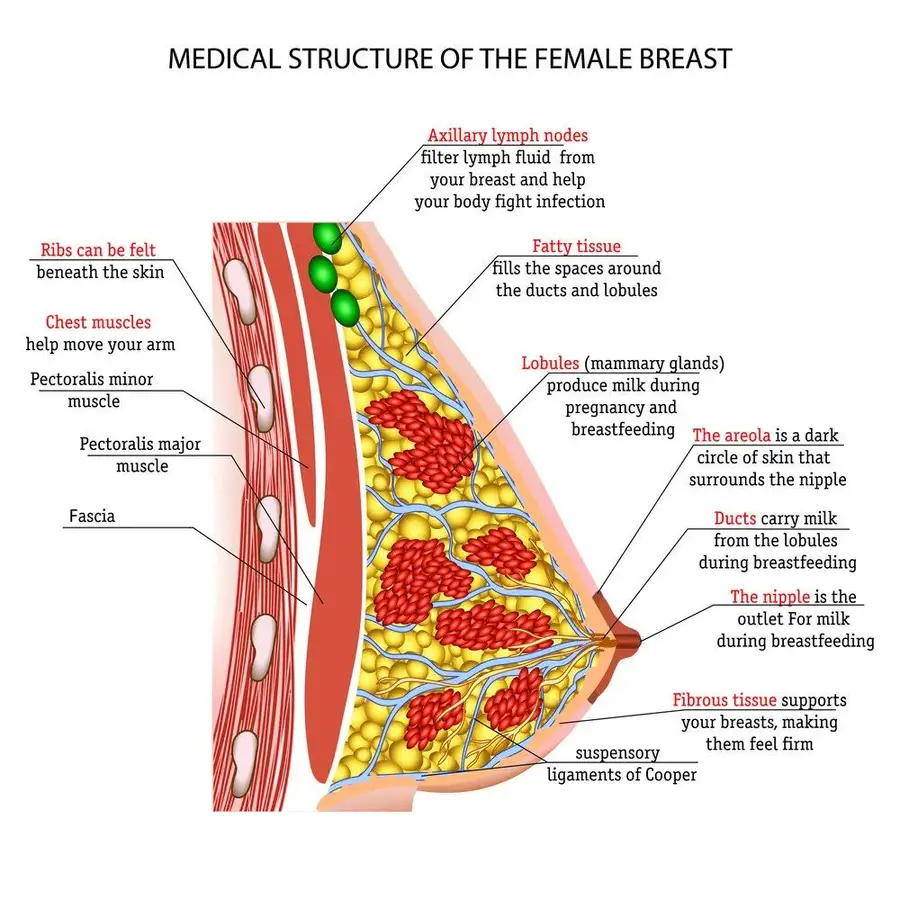 MEDICAL STRUCTURE OF THE FEMALE BREAST
Axillary lymph nodes
filter lymph fluid from
your breast and help
your body fight infection
Ribs can be felt
beneath the skin
Fatty tissue
fills the spaces around
the ducts and lobules
Chest muscles
help move your arm
Pectoralis minor
muscle
Lobules (mammary glands)
produce milk during
pregnancy and
breastfeeding
Pectoralis major
muscle
The areola is a dark
circle of skin that
surrounds the nipple
Fascia
Ducts carry milk
from the lobules
during breastfeeding
The nipple is the
outlet For milk
during breastfeeding
Fibrous tissue supports
your breasts, making
them feel firm
suspensory
ligaments of Cooper